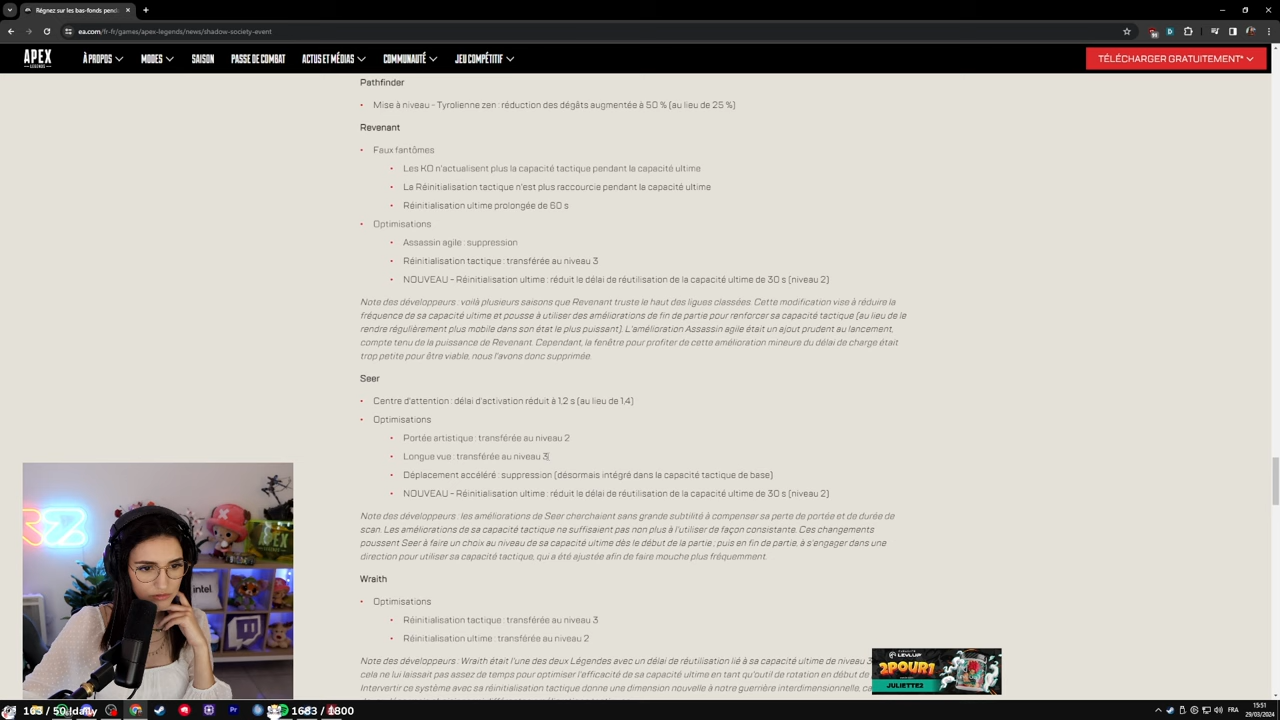 Régnez sur les bas-fonds pend
ea.com/fr-fr/games/apex-legends/news/shadow-society-event
APEX
LEGENDS
À PROPOS
MODES
SAISON
PASSE DE COMBAT
ACTUS ET MÉDIAS
COMMUNAUTÉ
JEU COMPÉTITIF
TÉLÉCHARGER GRATUITEMENT*
Pathfinder
• Mise à niveau - Tyrolienne zen : réduction des dégâts augmentée à 50 % (au lieu de 25 %)
Revenant
• Faux fantômes
• Les KO n'actualisent plus la capacité tactique pendant la capacité ultime
• La Réinitialisation tactique n'est plus raccourcie pendant la capacité ultime
• Réinitialisation ultime prolongée de 60 s
• Optimisations
• Assassin agile : suppression
• Réinitialisation tactique : transférée au niveau 3
• NOUVEAU - Réinitialisation ultime : réduit le délai de réutilisation de la capacité ultime de 30 s (niveau 2)
Note des développeurs : voilà plusieurs saisons que Revenant truste le haut des ligues classées. Cette modification vise à réduire la
fréquence de sa capacité ultime et pousse à utiliser des améliorations de fin de partie pour renforcer sa capacité tactique (au lieu de le
rendre régulièrement plus mobile dans son état le plus puissant). L'amélioration Assassin agile était un ajout prudent au lancement,
compte tenu de la puissance de Revenant. Cependant, la fenêtre pour profiter de cette amélioration mineure du délai de charge était
trop petite pour être viable, nous l'avons donc supprimée.
Seer
• Centre d'attention : délai d'activation réduit à 1,2 s (au lieu de 1,4)
• Optimisations
• Portée artistique : transférée au niveau 2
• Longue vue : transférée au niveau 3
• Déplacement accéléré : suppression (désormais intégré dans la capacité tactique de base)
• NOUVEAU - Réinitialisation ultime : réduit le délai de réutilisation de la capacité ultime de 30 s (niveau 2)
Note des développeurs : les améliorations de Seer cherchaient sans grande subtilité à compenser sa perte de portée et de durée de
scan. Les améliorations de sa capacité tactique ne suffisaient pas non plus à l'utiliser de façon consistante. Ces changements
poussent Seer à faire un choix au niveau de sa capacité ultime dès le début de la partie ; puis en fin de partie, à s'engager dans une
direction pour utiliser sa capacité tactique, qui a été ajustée afin de faire mouche plus fréquemment.
Wraith
• Optimisations
• Réinitialisation tactique : transférée au niveau 3
• Réinitialisation ultime : transférée au niveau 2
Note des développeurs : Wraith était l'une des deux Légendes avec un délai de réutilisation lié à sa capacité ultime de niveau 3
cela ne lui laissait pas assez de temps pour optimiser l'efficacité de sa capacité ultime en tant qu'outil de rotation en début de
Intervertir ce système avec sa réinitialisation tactique donne une dimension nouvelle à notre guerrière interdimensionnelle, ca
intel
LEVLUP
2POUR1
JULIETTE2
FRA
15:51
29/03/2024